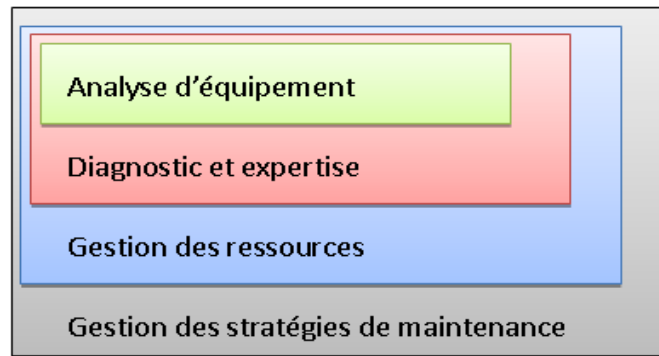 Analyse d'équipement
Diagnostic et expertise
Gestion des ressources
Gestion des stratégies de maintenance